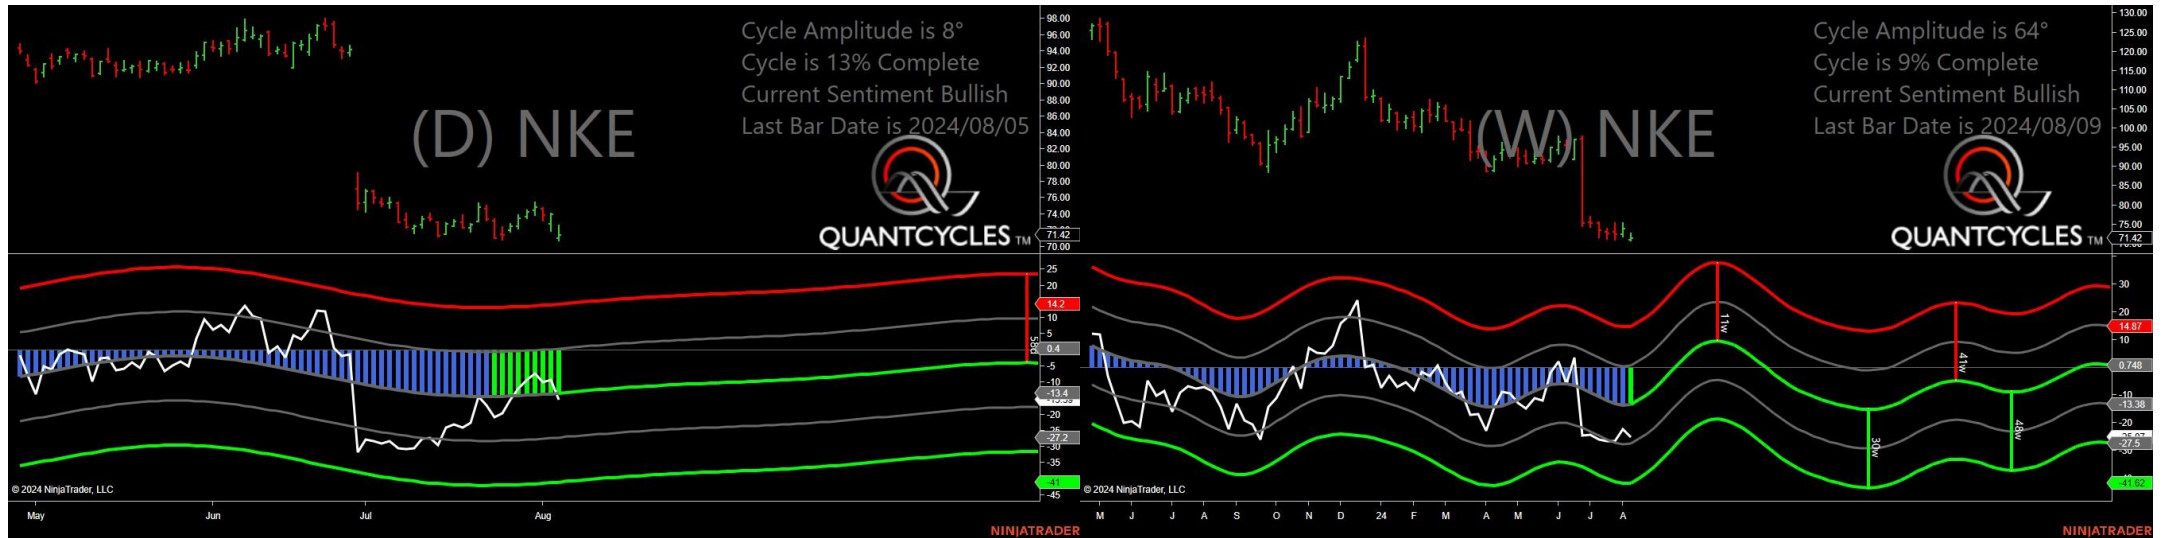 Cycle Amplitude is 8°
Cycle is 13% Complete
Current Sentiment Bullish
Last Bar Date is 2024/08/05
(D) NKE
QUANTCYCLES TM
98.00
96.00
94.00
92.00
90.00
88.00
86.00
84.00
82.00
80.00
78.00
76.00
74.00
71.42
70.00
25
20
14.2
10
5
0.4
-5
-10
-13.4
-20
-27.2
-30
-35
-41
-45
58d
© 2024 NinjaTrader, LLC
May Jun Jul Aug
NINJATRADER
Cycle Amplitude is 64°
Cycle is 9% Complete
Current Sentiment Bullish
Last Bar Date is 2024/08/09
(W) NKE
QUANTCYCLES TM
130.00
125.00
120.00
115.00
110.00
105.00
100.00
95.00
90.00
85.00
80.00
75.00
71.42
30
20
14.87
10
0.748
-10
-13.38
-20
-27.5
-30
-41.62
11w
30w
41w
48w
© 2024 NinjaTrader, LLC
M J J A S O N D 24 F M A M J J A
NINJATRADER